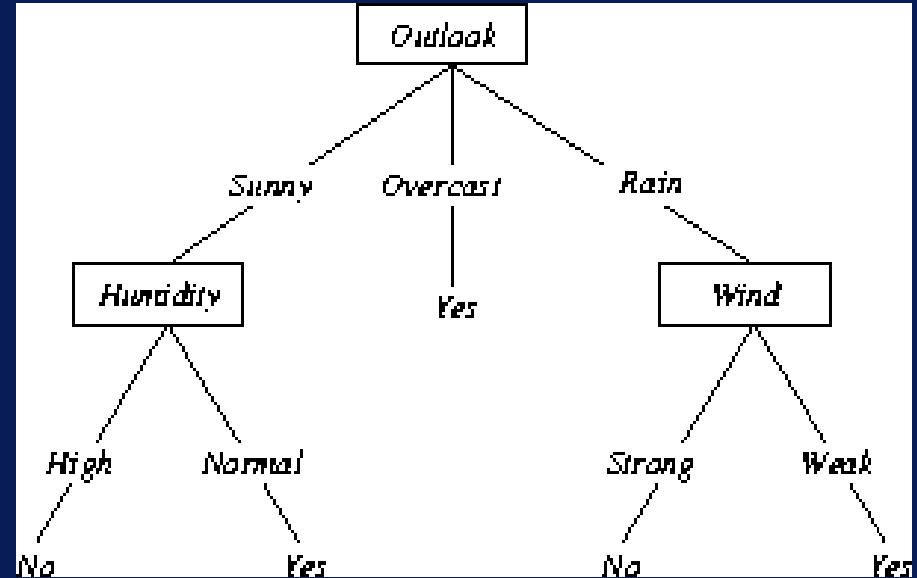 Outlook
Sunny Overcast Rain
Humidity Yes Wind
High Normal Strong Weak
No Yes No Yes